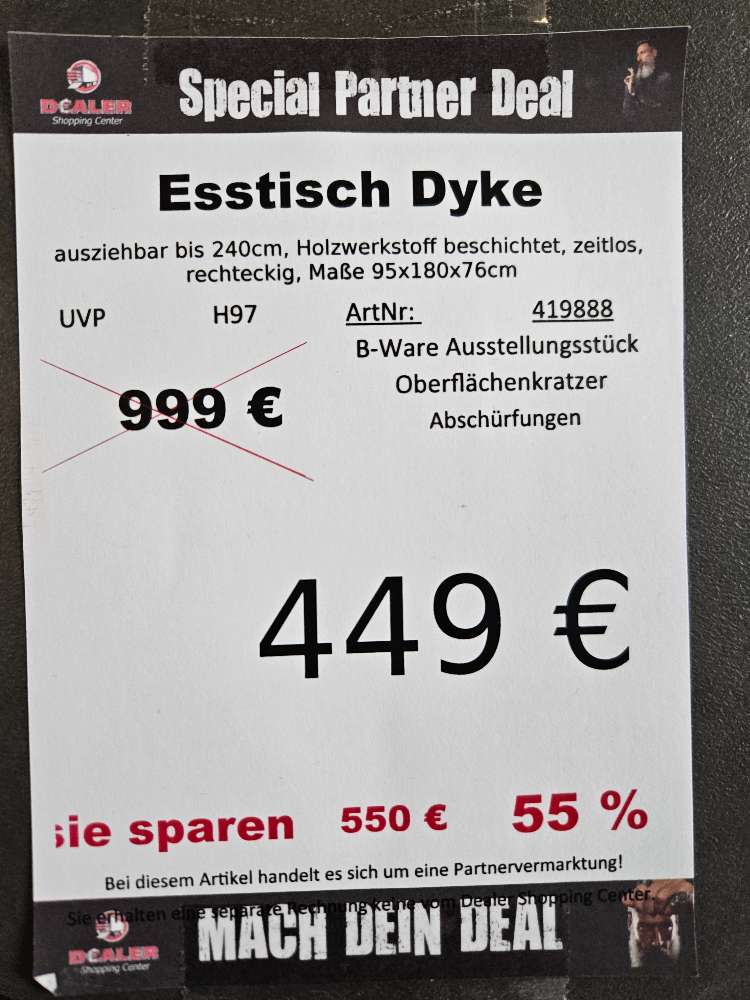 DEALER
Shopping Center
Special Partner Deal
Esstisch Dyke
ausziehbar bis 240cm, Holzwerkstoff beschichtet, zeitlos,
rechteckig, Maße 95x180x76cm
UVP H97 ArtNr: 419888
B-Ware Ausstellungsstück
999 € Oberflächenkratzer
Abschürfungen
449 €
sie sparen 550 € 55 %
Bei diesem Artikel handelt es sich um eine Partnervermarktung!
Sie erhalten eine separate Rechnung keine vom Dealer Shopping Center.
DEALER
Shopping Center
MACH DEIN DEAL